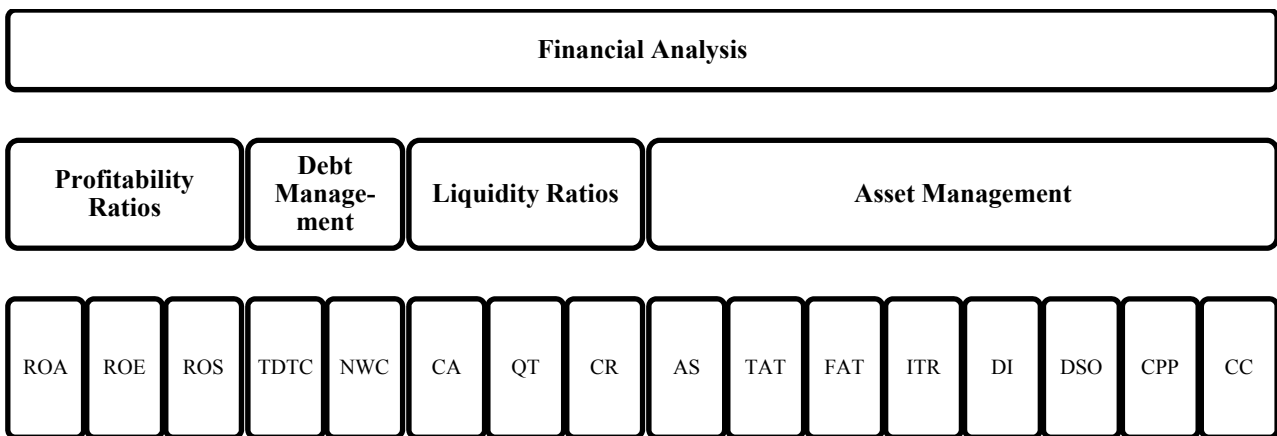 Financial Analysis
Profitability
Ratios
Debt
Manage-
ment
Liquidity Ratios
Asset Management
ROA ROE ROS TDTC NWC CA QT CR AS TAT FAT ITR DI DSO CPP CC